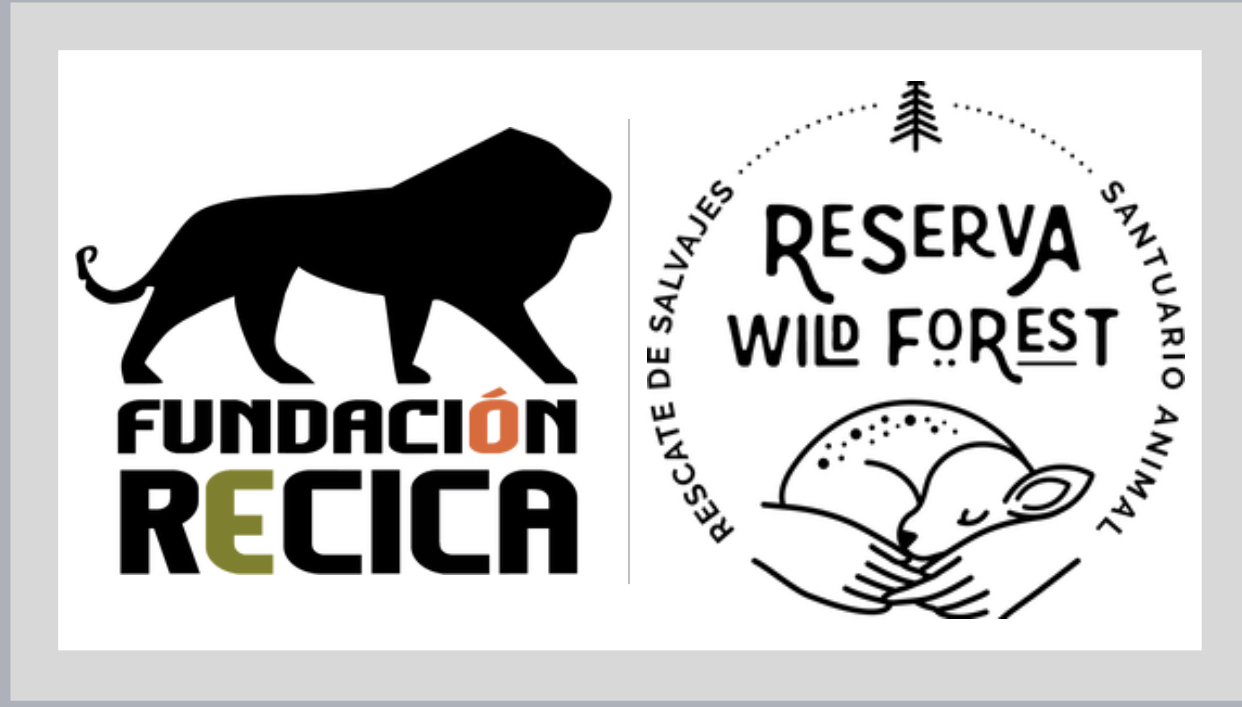 FUNDACIÓN
RECICA
RESCATE DE SALVAJES
SANTUARIO ANIMAL
RESERVA
WILD FOREST